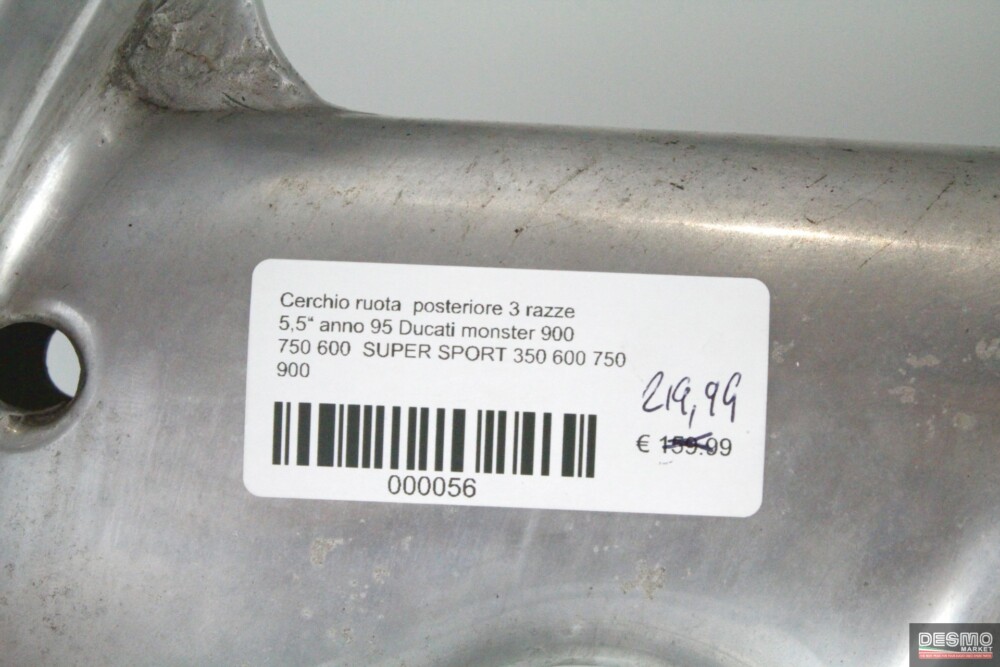 Cerchio ruota  posteriore 3 razze
5,5“ anno 95 Ducati monster 900
750 600  SUPER SPORT 350 600 750
900
219,99
€ 159.99
000056
DESMO
MARKET